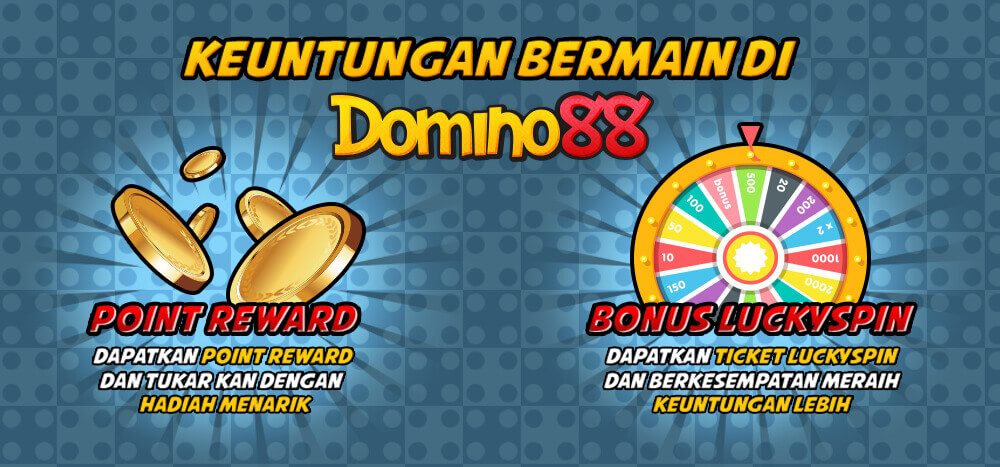 KEUNTUNGAN BERMAIN DI
Domino88
50
100
bonus
500
20
200
x 2
10
1000
150
2000
POINT REWARD
DAPATKAN POINT REWARD
DAN TUKAR KAN DENGAN
HADIAH MENARIK
BONUS LUCKYSPIN
DAPATKAN TICKET LUCKYSPIN
DAN BERKESEMPATAN MERAIH
KEUNTUNGAN LEBIH